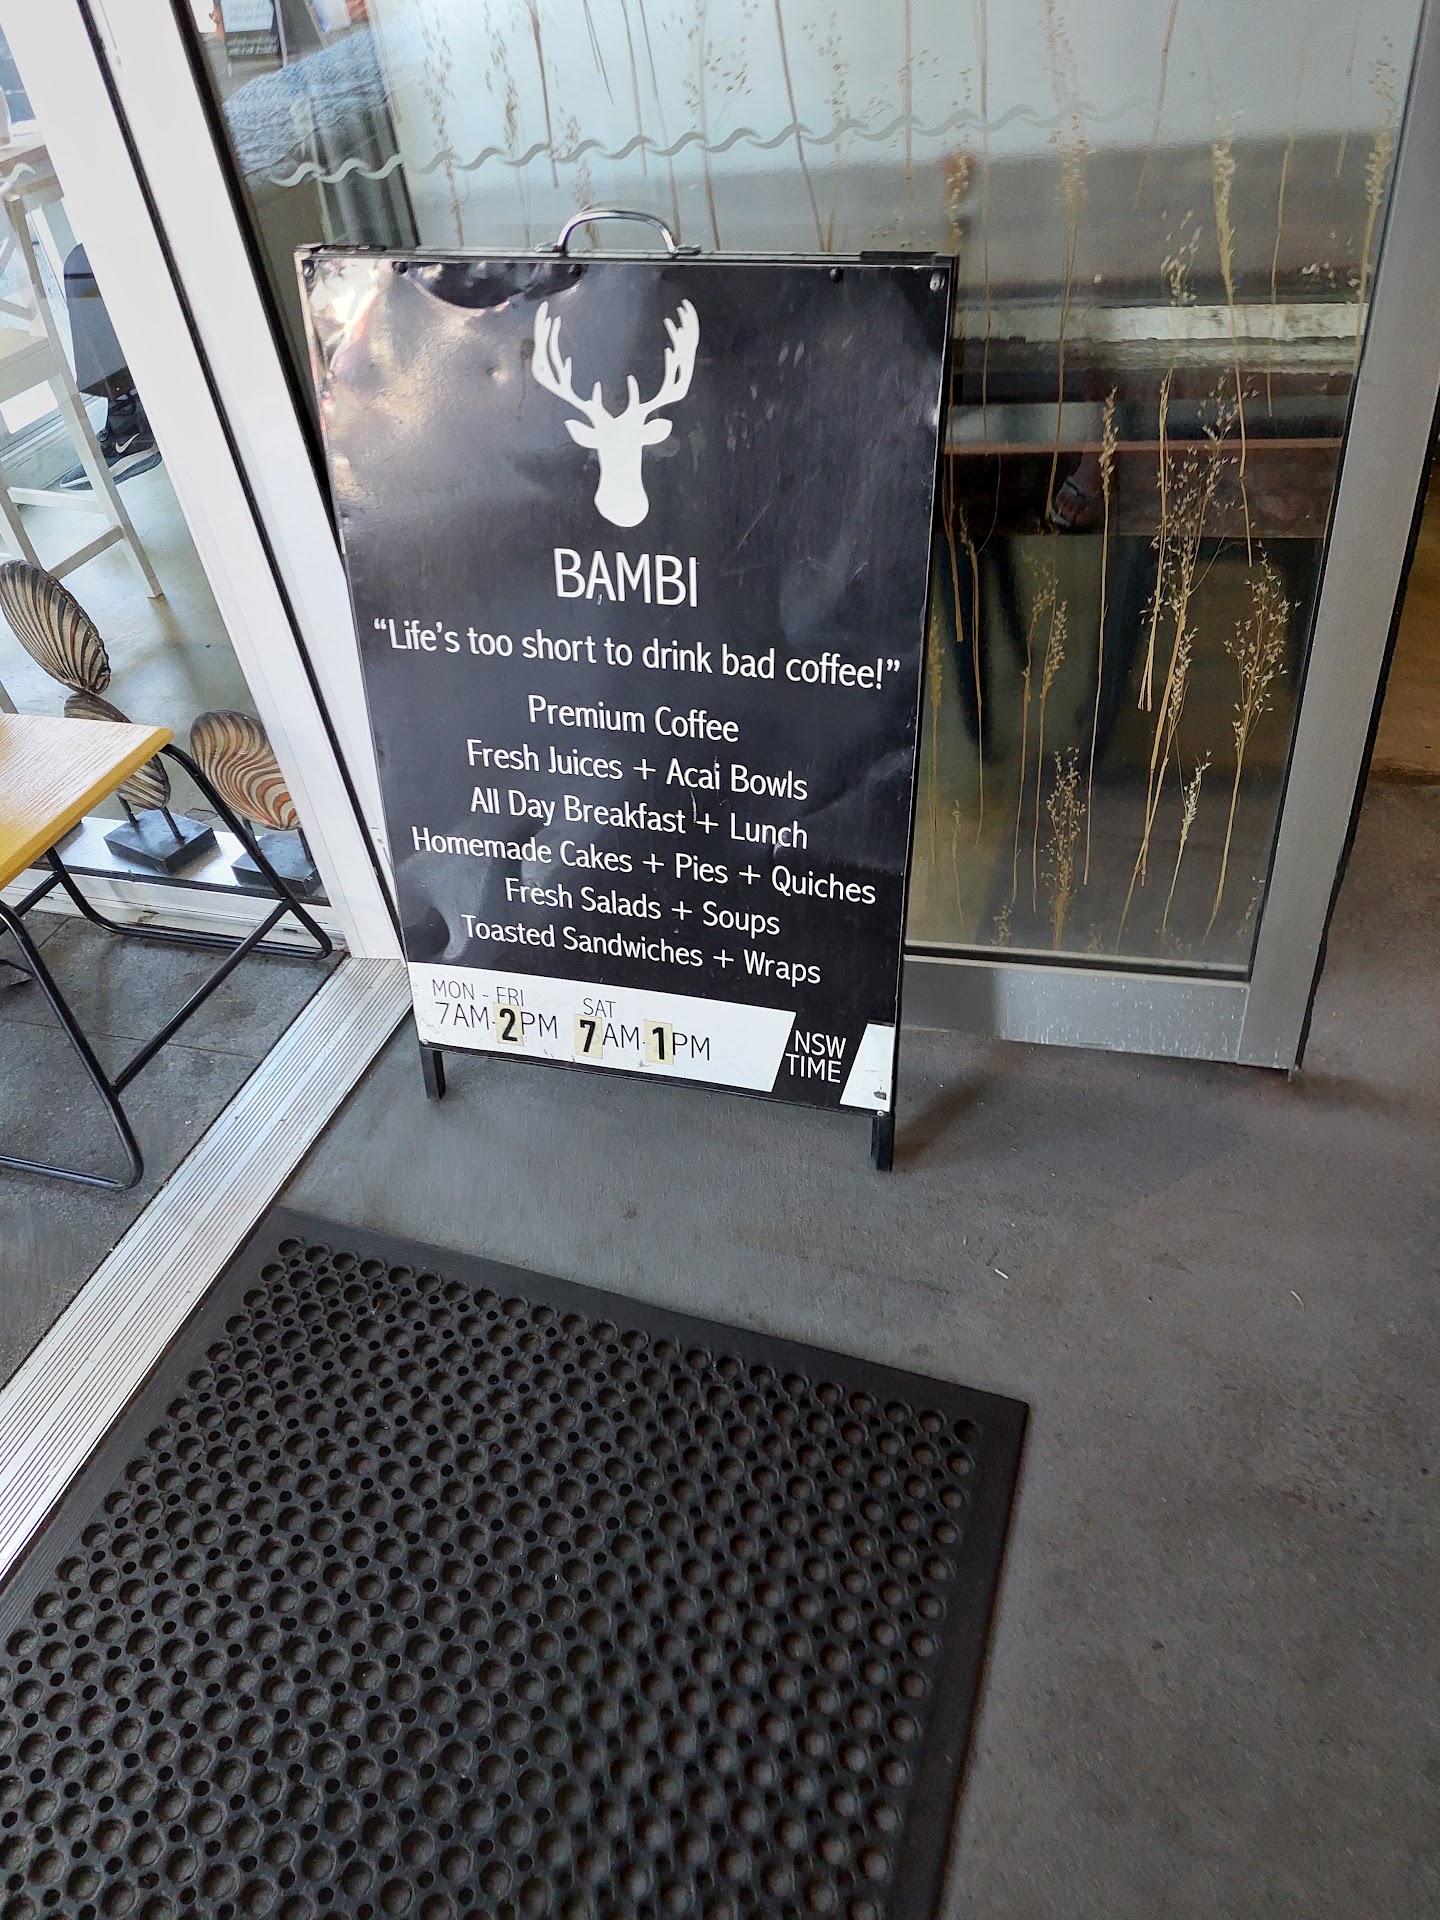 BAMBI
“Life's too short to drink bad coffee!”
Premium Coffee
Fresh Juices + Acai Bowls
All Day Breakfast + Lunch
Homemade Cakes + Pies + Quiches
Fresh Salads + Soups
Toasted Sandwiches + Wraps
MON - FRI SAT
7AM-2PM 7AM-1PM
NSW
TIME